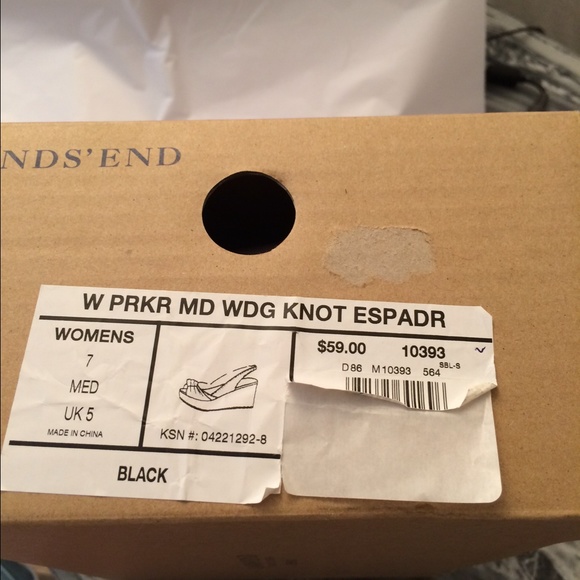 NDS' END
W PRKR MD WDG KNOT ESPADR
WOMENS
7
MED
UK 5
MADE IN CHINA
KSN #: 04221292-8
BLACK
$59.00 10393
SBL-S
D86 M10393 564